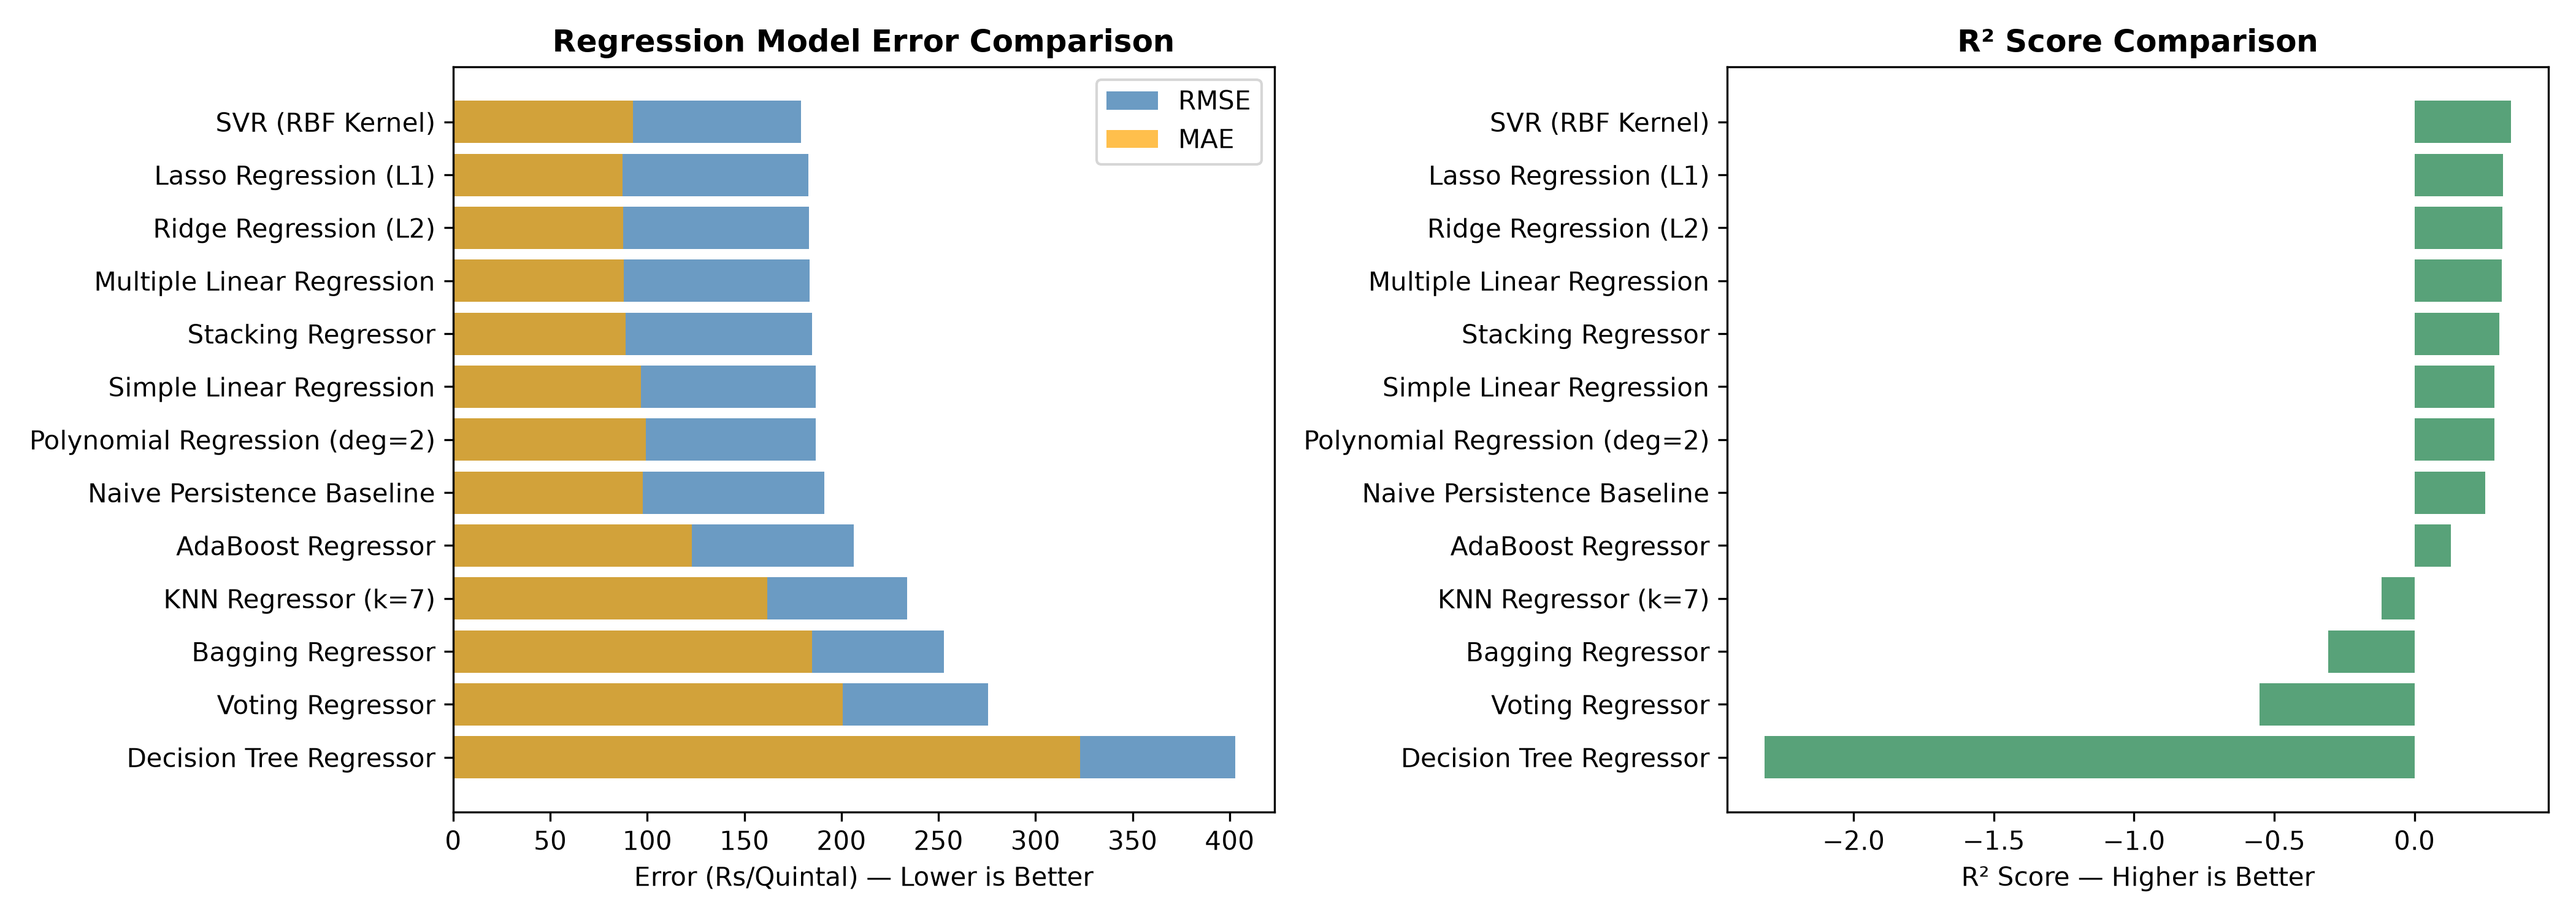 Regression Model Error Comparison
RMSE
MAE
SVR (RBF Kernel)
Lasso Regression (L1)
Ridge Regression (L2)
Multiple Linear Regression
Stacking Regressor
Simple Linear Regression
Polynomial Regression (deg=2)
Naive Persistence Baseline
AdaBoost Regressor
KNN Regressor (k=7)
Bagging Regressor
Voting Regressor
Decision Tree Regressor
0 50 100 150 200 250 300 350 400
Error (Rs/Quintal) — Lower is Better
R² Score Comparison
SVR (RBF Kernel)
Lasso Regression (L1)
Ridge Regression (L2)
Multiple Linear Regression
Stacking Regressor
Simple Linear Regression
Polynomial Regression (deg=2)
Naive Persistence Baseline
AdaBoost Regressor
KNN Regressor (k=7)
Bagging Regressor
Voting Regressor
Decision Tree Regressor
−2.0 −1.5 −1.0 −0.5 0.0
R² Score — Higher is Better